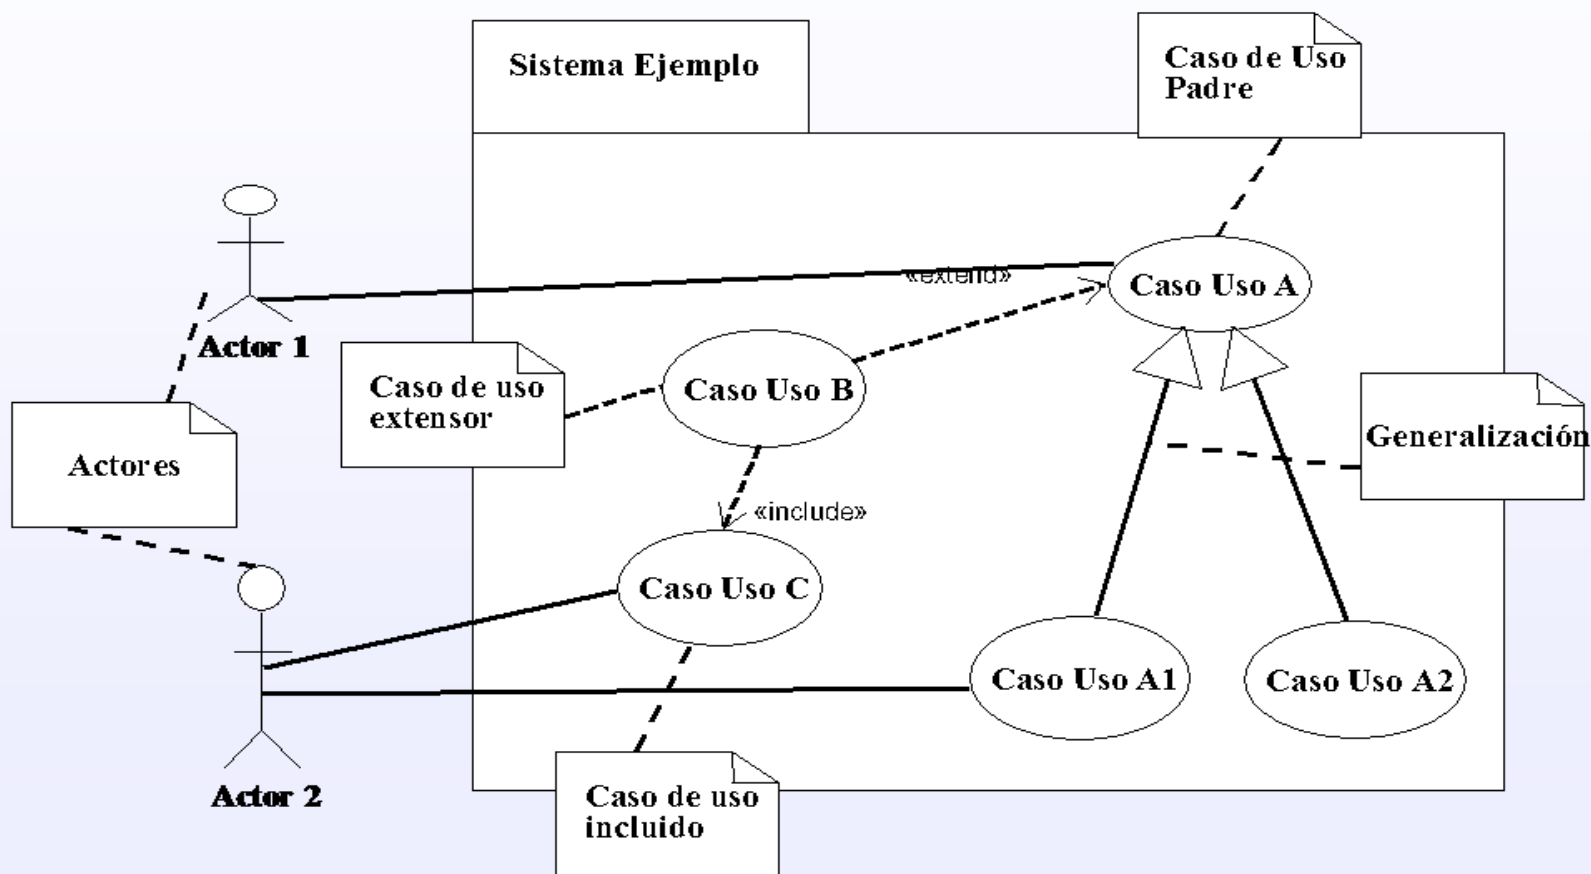 Sistema Ejemplo
Caso de Uso
Padre
«extend»
Caso Uso A
Actor 1
Caso de uso
extensor
Caso Uso B
Generalización
Actores
«include»
Caso Uso C
Caso Uso A1
Caso Uso A2
Actor 2
Caso de uso
incluido